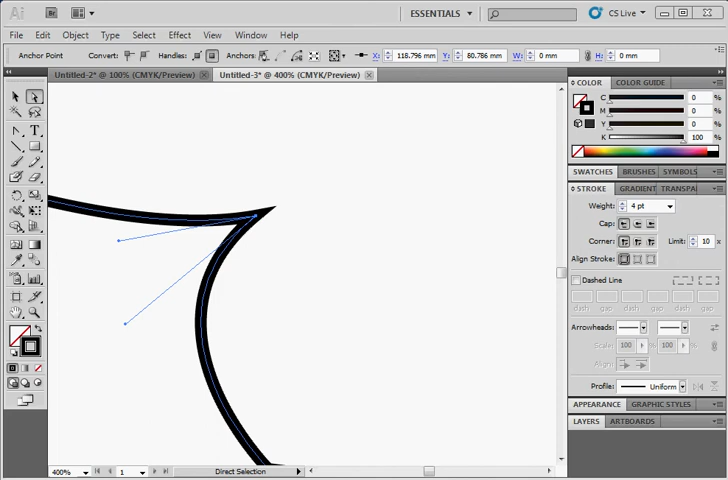 Ai Br ESSENTIALS CS Live
File Edit Object Type Select Effect View Window Help
Anchor Point Convert: Handles: Anchors: X: 118.796 mm Y: 80.786 mm W: 0 mm H: 0 mm
Untitled-2* @ 100% (CMYK/Preview) Untitled-3* @ 400% (CMYK/Preview)
COLOR COLOR GUIDE
C 0 %
M 0 %
Y 0 %
K 100 %
SWATCHES BRUSHES SYMBOLS
STROKE GRADIENT TRANSPA
Weight: 4 pt
Cap:
Corner: Limit: 10 x
Align Stroke:
Dashed Line
dash gap dash gap dash gap
Arrowheads:
Scale: 100 % 100 %
Align:
Profile: Uniform
APPEARANCE GRAPHIC STYLES
LAYERS ARTBOARDS
400% 1 Direct Selection